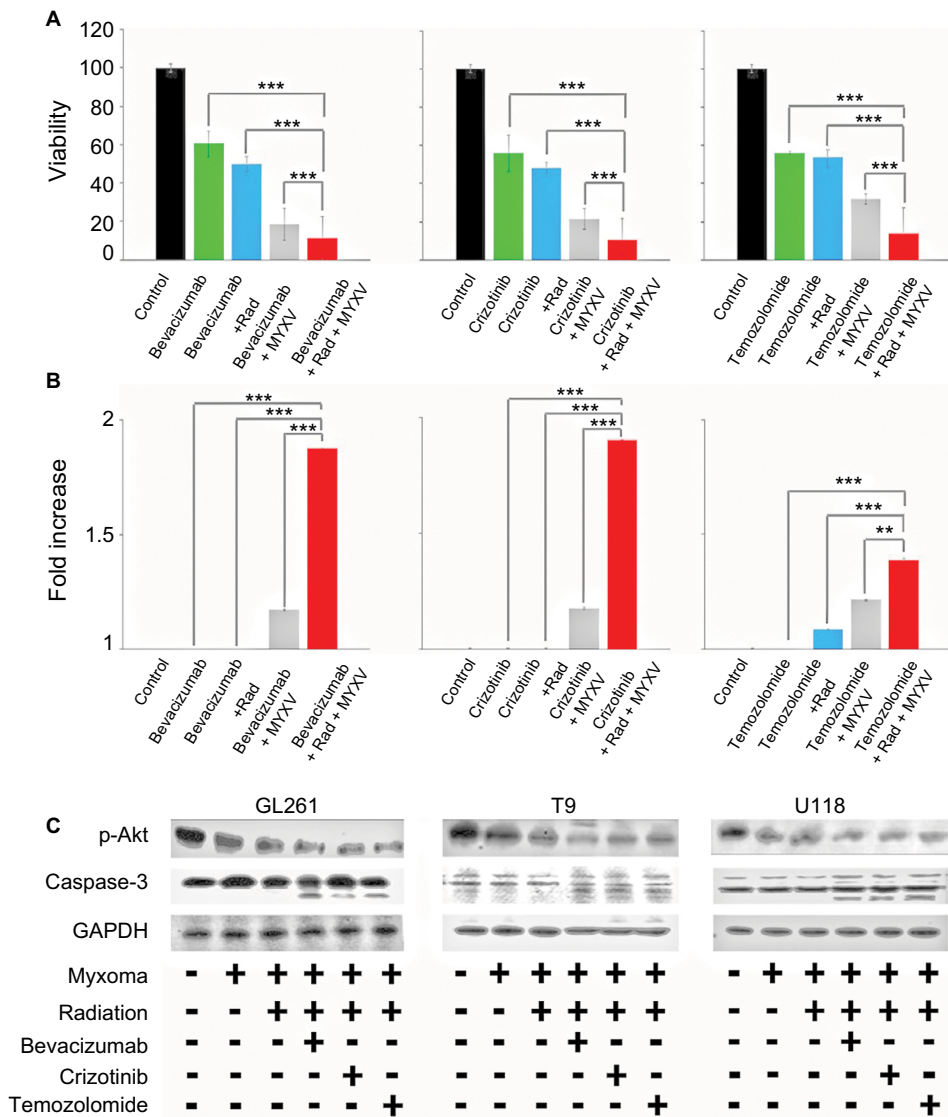 A
Viability
120
100
80
60
40
20
0
*** *** ***
*** *** ***
*** *** ***
Control
Bevacizumab
Bevacizumab
+Rad
Bevacizumab
+ MYXV
Bevacizumab
+ Rad + MYXV
Control
Crizotinib
Crizotinib
+Rad
Crizotinib
+ MYXV
Crizotinib
+ Rad + MYXV
Control
Temozolomide
Temozolomide
+Rad
Temozolomide
+ MYXV
Temozolomide
+ Rad + MYXV
B
Fold increase
2
1.5
1
*** *** ***
*** *** ***
*** *** **
Control
Bevacizumab
Bevacizumab
+Rad
Bevacizumab
+ MYXV
Bevacizumab
+ Rad + MYXV
Control
Crizotinib
Crizotinib
+Rad
Crizotinib
+ MYXV
Crizotinib
+ Rad + MYXV
Control
Temozolomide
Temozolomide
+Rad
Temozolomide
+ MYXV
Temozolomide
+ Rad + MYXV
C
GL261 T9 U118
p-Akt
Caspase-3
GAPDH
Myxoma - + + + + + - + + + + + - + + + + +
Radiation - - + + + + - - + + + + - - + + + +
Bevacizumab - - - + - - - - - + - - - - - + - -
Crizotinib - - - - + - - - - - + - - - - - + -
Temozolomide - - - - - + - - - - - + - - - - - +